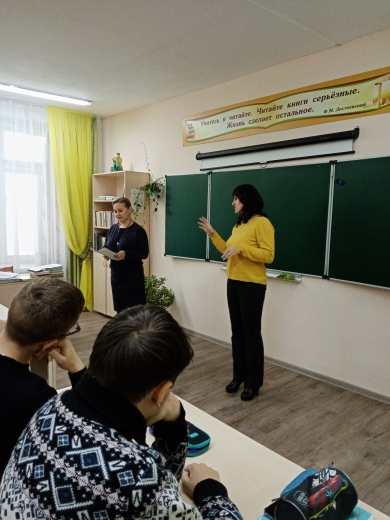 Учитесь и читайте. Читайте книги серьёзные.
Жизнь сделает остальное.
Ф.М. Достоевский